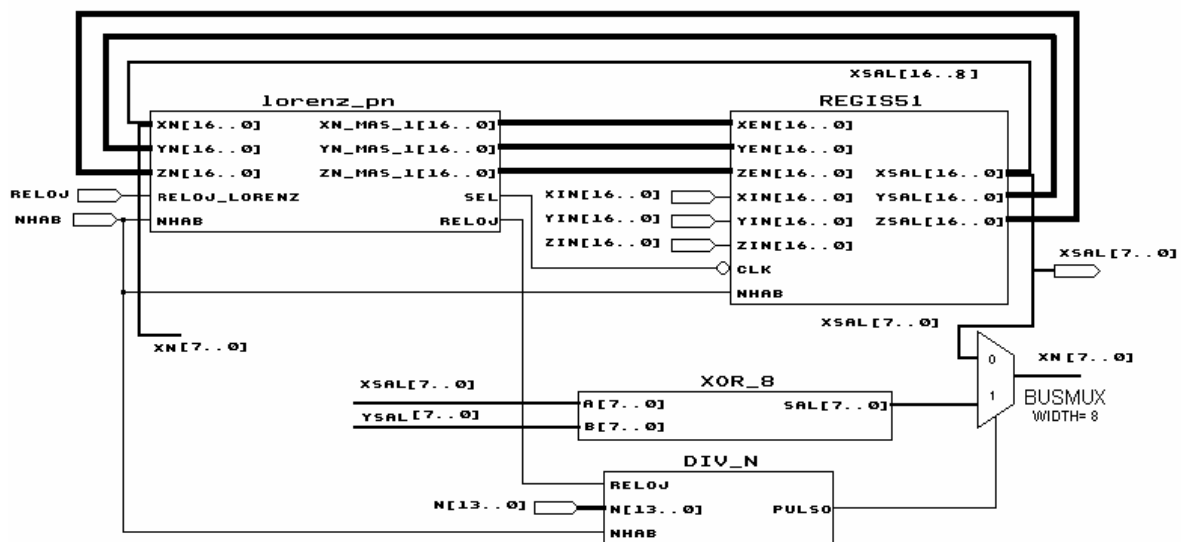 XSAL[16..8]
lorenz_pn
REGIS51
XN[16..0] XN_MAS_1[16..0]
YN[16..0] YN_MAS_1[16..0]
ZN[16..0] ZN_MAS_1[16..0]
RELOJ
RELOJ_LORENZ SEL
NHAB
NHAB RELOJ
XEN[16..0]
YEN[16..0]
ZEN[16..0] XSAL[16..0]
XIN[16..0]
XIN[16..0] YSAL[16..0]
YIN[16..0]
YIN[16..0] ZSAL[16..0]
ZIN[16..0]
ZIN[16..0]
CLK
NHAB
XSAL[7..0]
XSAL[7..0]
XN[7..0]
XN[7..0]
0
1
BUSMUX
WIDTH= 8
XOR_8
XSAL[7..0]
A[7..0] SAL[7..0]
YSAL[7..0]
B[7..0]
DIV_N
RELOJ
N[13..0]
N[13..0] PULSO
NHAB